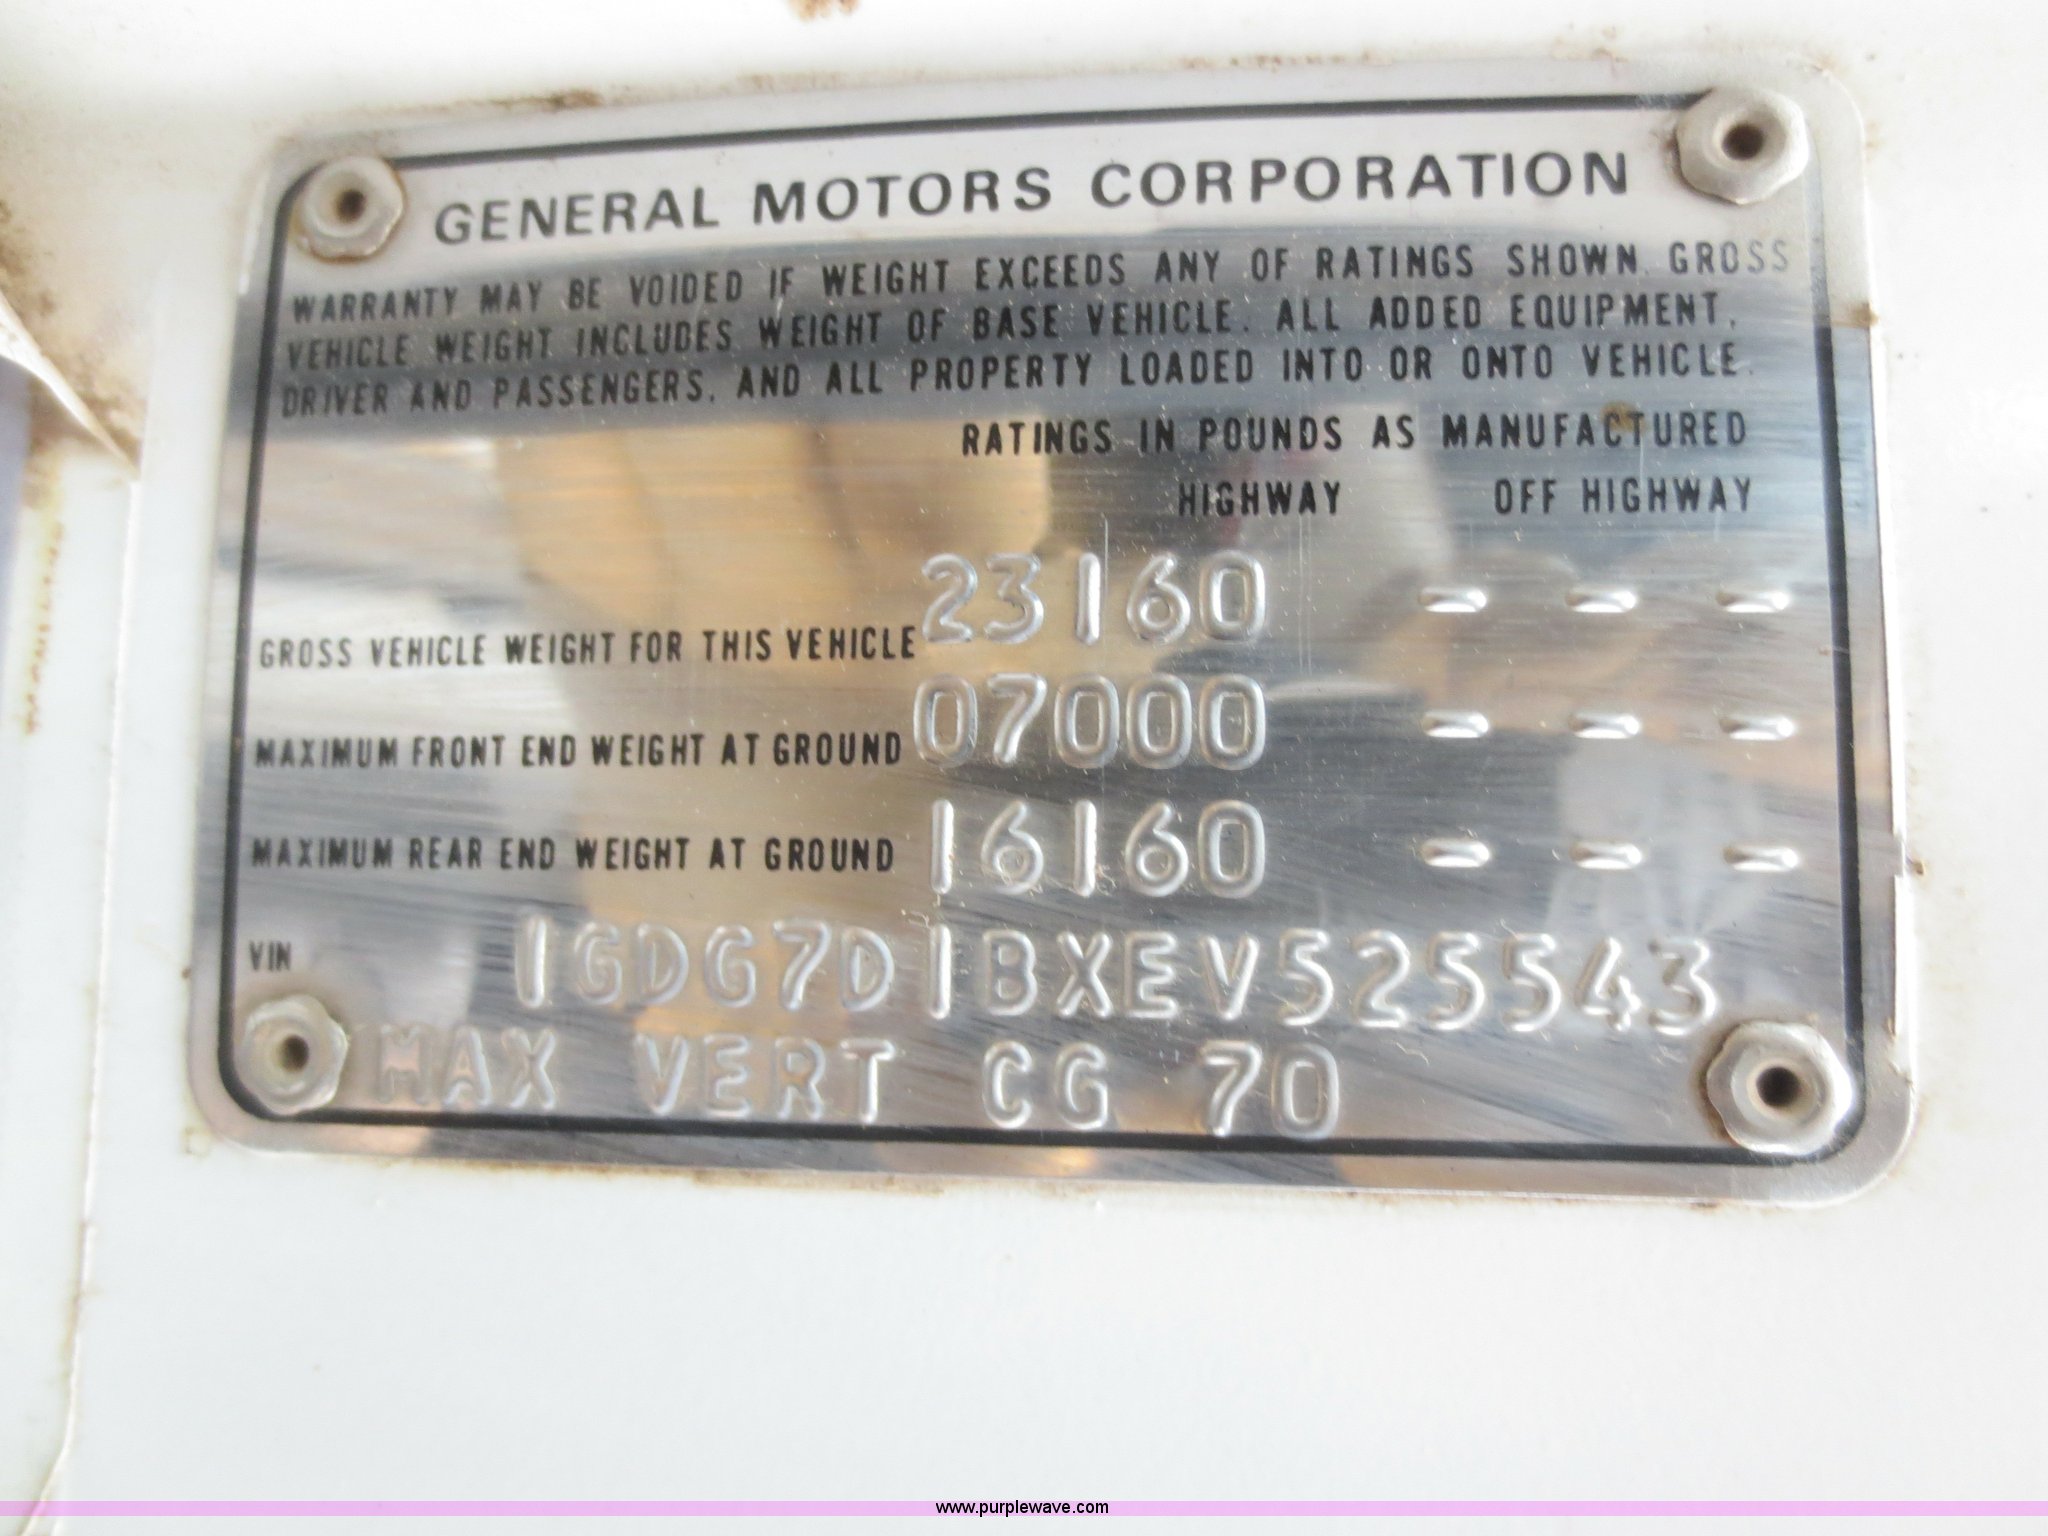 GENERAL MOTORS CORPORATION
WARRANTY MAY BE VOIDED IF WEIGHT EXCEEDS ANY OF RATINGS SHOWN. GROSS
VEHICLE WEIGHT INCLUDES WEIGHT OF BASE VEHICLE. ALL ADDED EQUIPMENT,
DRIVER AND PASSENGERS, AND ALL PROPERTY LOADED INTO OR ONTO VEHICLE.
RATINGS IN POUNDS AS MANUFACTURED
HIGHWAY OFF HIGHWAY
GROSS VEHICLE WEIGHT FOR THIS VEHICLE 23160 - - -
MAXIMUM FRONT END WEIGHT AT GROUND 07000 - - -
MAXIMUM REAR END WEIGHT AT GROUND 16160 - - -
VIN 1GDG7D1BXEV525543
MAX VERT CG 70
www.purplewave.com